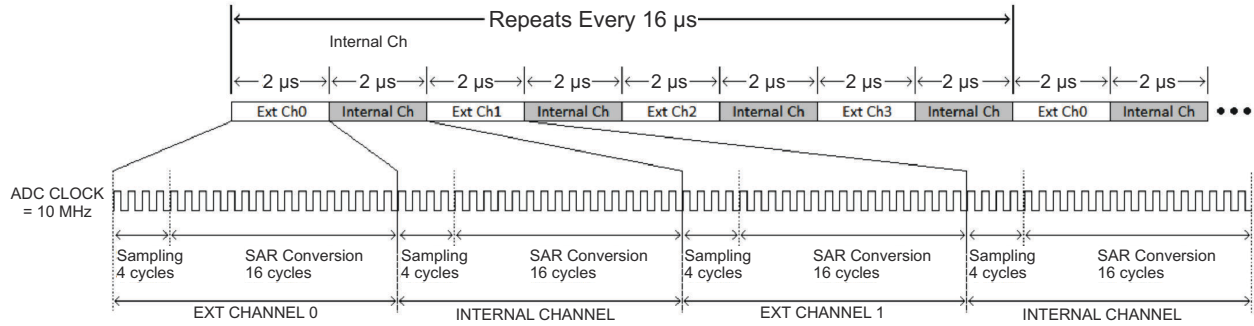 Repeats Every 16 µs
Internal Ch
2 µs 2 µs 2 µs 2 µs 2 µs 2 µs 2 µs 2 µs 2 µs 2 µs
Ext Ch0 Internal Ch Ext Ch1 Internal Ch Ext Ch2 Internal Ch Ext Ch3 Internal Ch Ext Ch0 Internal Ch
ADC CLOCK
= 10 MHz
Sampling SAR Conversion Sampling SAR Conversion Sampling SAR Conversion Sampling SAR Conversion
4 cycles 16 cycles 4 cycles 16 cycles 4 cycles 16 cycles 4 cycles 16 cycles
EXT CHANNEL 0 INTERNAL CHANNEL EXT CHANNEL 1 INTERNAL CHANNEL